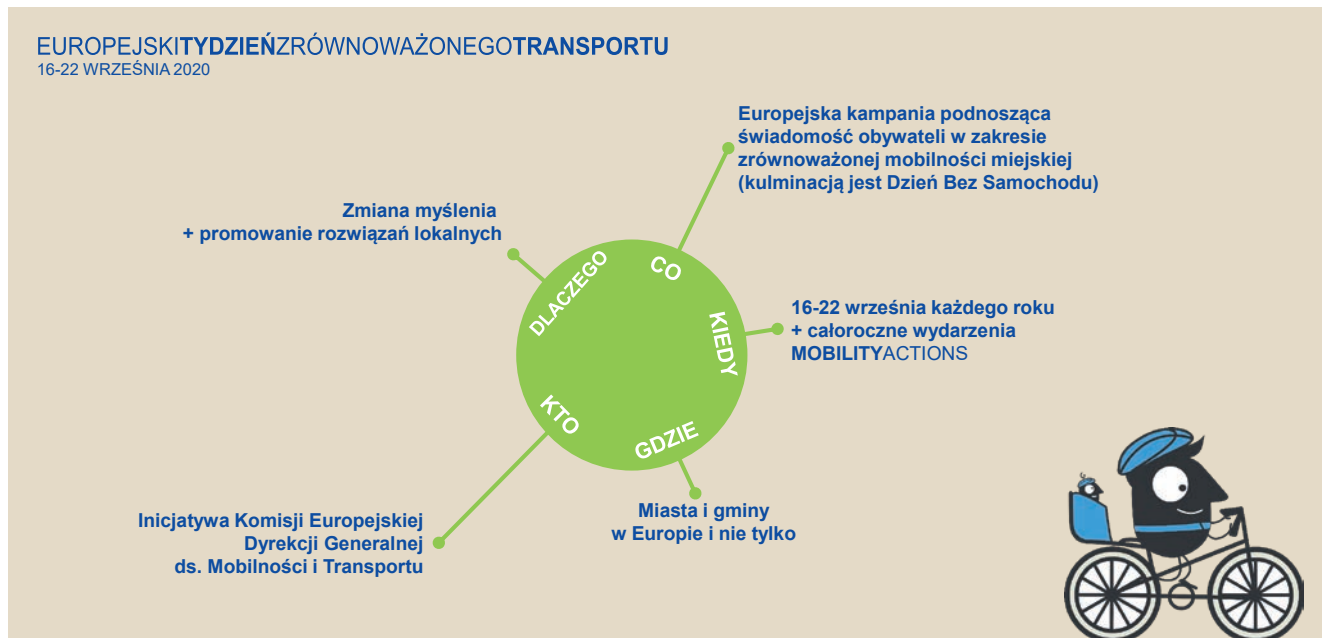 EUROPEJSKITYDZIEŃZRÓWNOWAŻONEGOTRANSPORTU
16-22 WRZEŚNIA 2020
Europejska kampania podnosząca
świadomość obywateli w zakresie
zrównoważonej mobilności miejskiej
(kulminacją jest Dzień Bez Samochodu)
Zmiana myślenia
+ promowanie rozwiązań lokalnych
DLACZEGO
CO
KIEDY
GDZIE
KTO
16-22 września każdego roku
+ całoroczne wydarzenia
MOBILITYACTIONS
Miasta i gminy
w Europie i nie tylko
Inicjatywa Komisji Europejskiej
Dyrekcji Generalnej
ds. Mobilności i Transportu